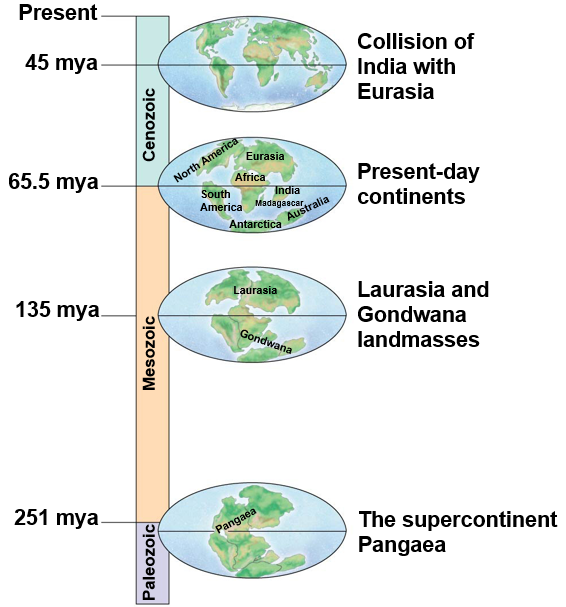 Present
45 mya
Collision of
India with
Eurasia
Cenozoic
North America
Eurasia
Africa
South
America
India
Madagascar
Australia
Antarctica
65.5 mya
Present-day
continents
Laurasia
Gondwana
135 mya
Laurasia and
Gondwana
landmasses
Mesozoic
Pangaea
251 mya
The supercontinent
Pangaea
Paleozoic